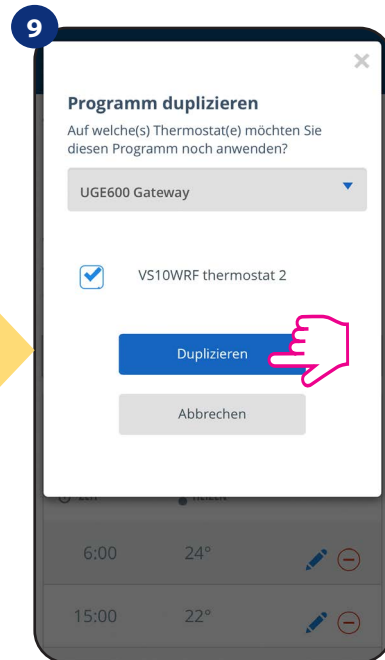 9
Programm duplizieren
Auf welche(s) Thermostat(e) möchten Sie
diesen Programm noch anwenden?
UGE600 Gateway
VS10WRF thermostat 2
Duplizieren
Abbrechen
6:00 24°
15:00 22°